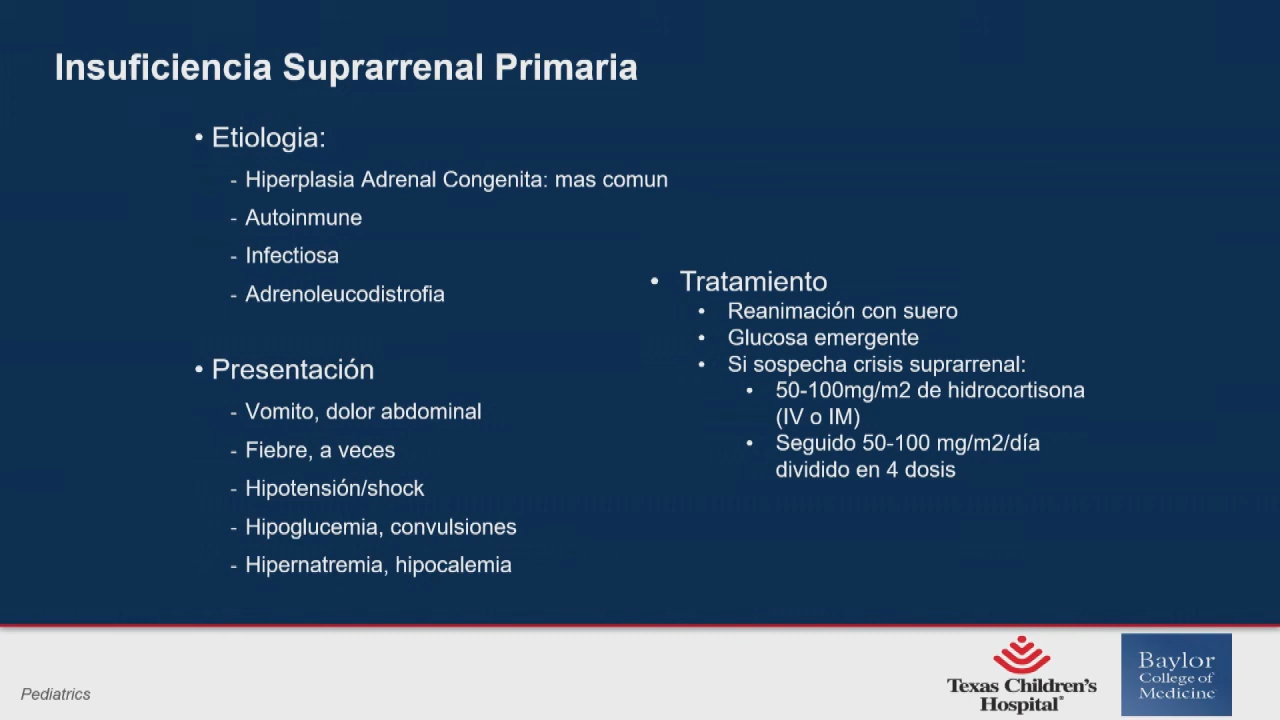 Insuficiencia Suprarrenal Primaria
• Etiologia:
- Hiperplasia Adrenal Congenita: mas comun
- Autoinmune
- Infectiosa
- Adrenoleucodistrofia
• Presentación
- Vomito, dolor abdominal
- Fiebre, a veces
- Hipotensión/shock
- Hipoglucemia, convulsiones
- Hipernatremia, hipocalemia
• Tratamiento
• Reanimación con suero
• Glucosa emergente
• Si sospecha crisis suprarrenal:
• 50-100mg/m2 de hidrocortisona
(IV o IM)
• Seguido 50-100 mg/m2/día
dividido en 4 dosis
Pediatrics
Texas Children's
Hospital®
Baylor
College of
Medicine